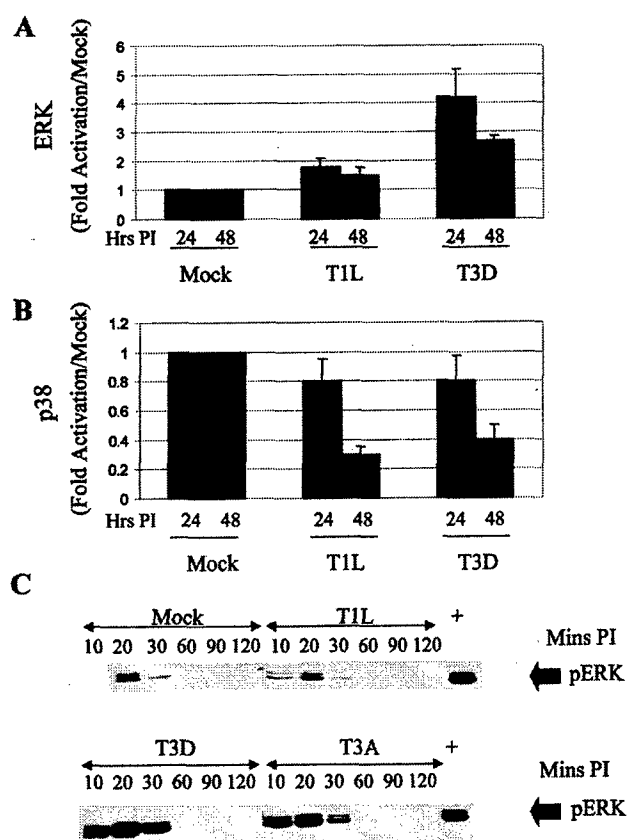 A
ERK
(Fold Activation/Mock)
6
5
4
3
2
1
0
Hrs PI 24 48 24 48 24 48
Mock T1L T3D
B
p38
(Fold Activation/Mock)
1.2
1
0.8
0.6
0.4
0.2
0
Hrs PI 24 48 24 48 24 48
Mock T1L T3D
C
Mock T1L +
10 20 30 60 90 120 10 20 30 60 90 120 Mins PI
pERK
T3D T3A +
10 20 30 60 90 120 10 20 30 60 90 120 Mins PI
pERK